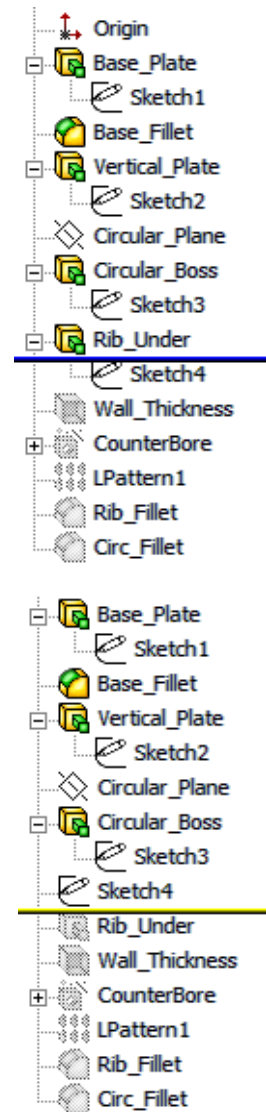 Origin
Base_Plate
Sketch1
Base_Fillet
Vertical_Plate
Sketch2
Circular_Plane
Circular_Boss
Sketch3
Rib_Under
Sketch4
Wall_Thickness
CounterBore
LPattern1
Rib_Fillet
Circ_Fillet
Base_Plate
Sketch1
Base_Fillet
Vertical_Plate
Sketch2
Circular_Plane
Circular_Boss
Sketch3
Sketch4
Rib_Under
Wall_Thickness
CounterBore
LPattern1
Rib_Fillet
Circ_Fillet